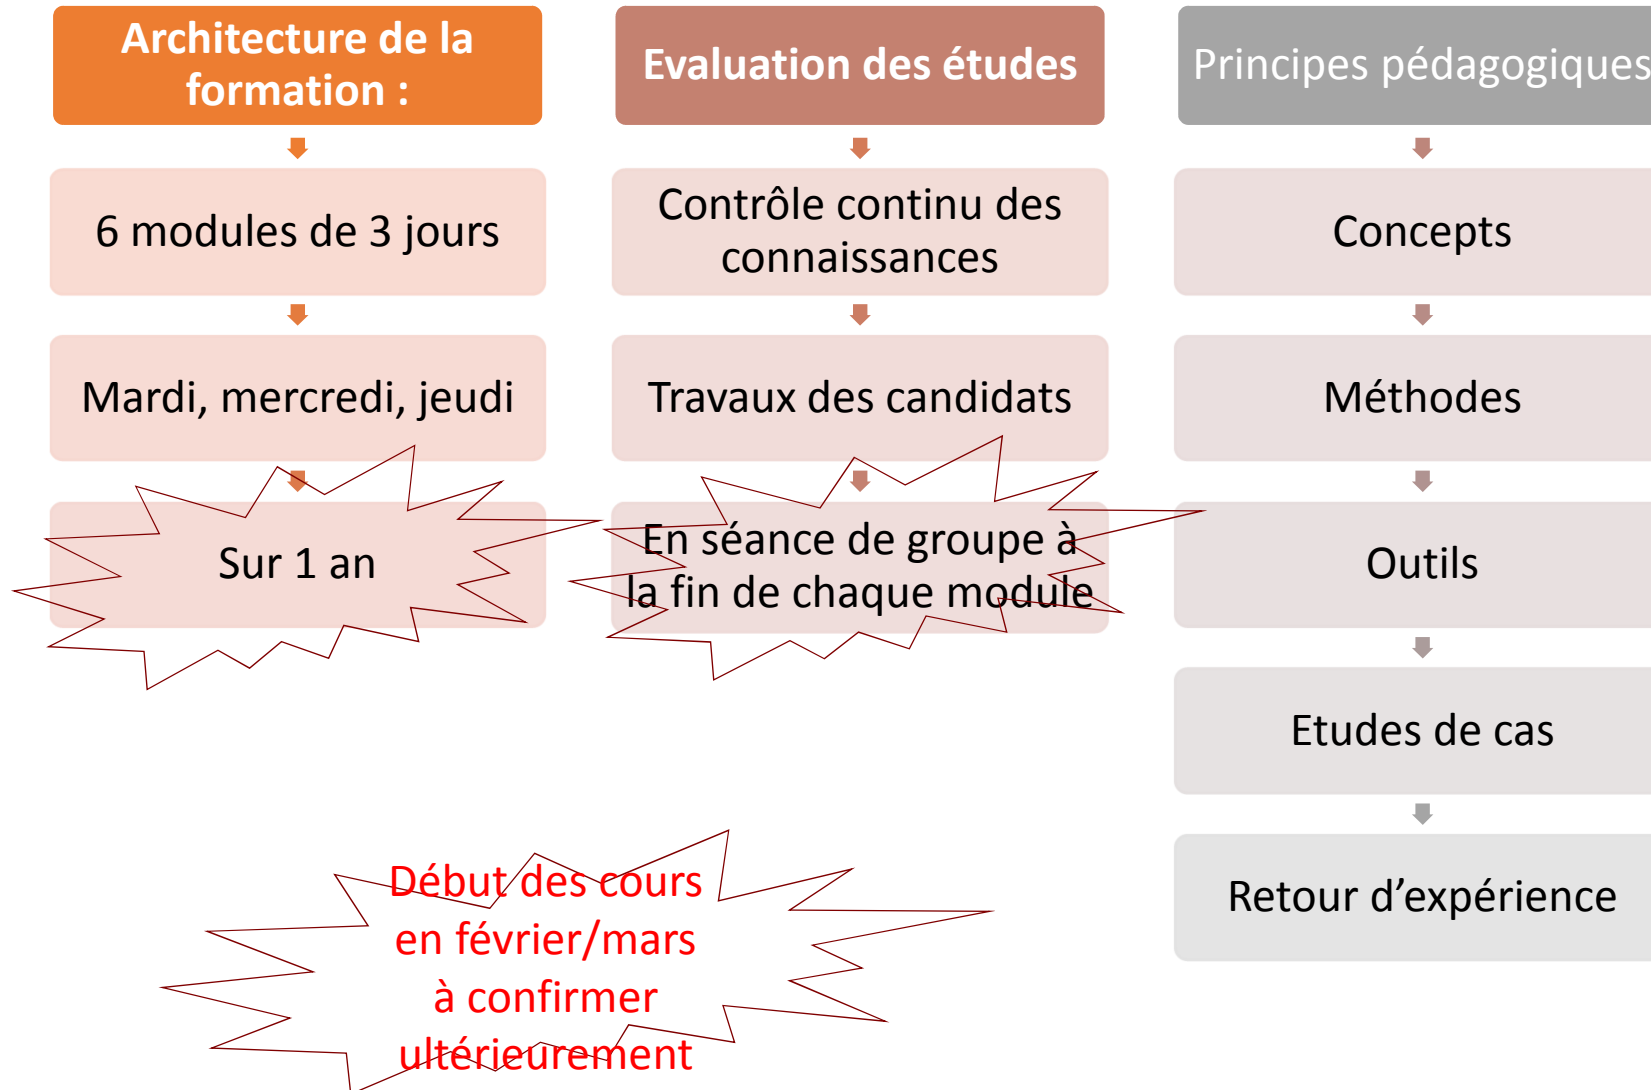 Architecture de la
formation :
6 modules de 3 jours
Mardi, mercredi, jeudi
Sur 1 an
Evaluation des études
Contrôle continu des
connaissances
Travaux des candidats
En séance de groupe à
la fin de chaque module
Principes pédagogiques
Concepts
Méthodes
Outils
Etudes de cas
Retour d’expérience
Début des cours
en février/mars
à confirmer
ultérieurement